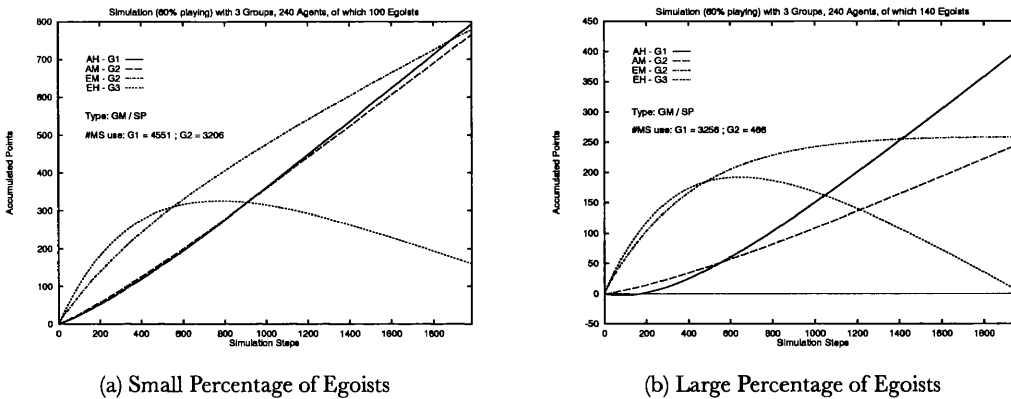 Simulation (60% playing) with 3 Groups, 240 Agents, of which 100 Egoists
800
700
600
500
400
300
200
100
0
Accumulated Points
AH - G1
AM - G2
EM - G2
EH - G3
Type: GM / SP
#MS use: G1 = 4551 ; G2 = 3206
0 200 400 600 800 1000 1200 1400 1600 1800
Simulation Steps
(a) Small Percentage of Egoists
Simulation (60% playing) with 3 Groups, 240 Agents, of which 140 Egoists
450
400
350
300
250
200
150
100
50
0
-50
Accumulated Points
AH - G1
AM - G2
EM - G2
EH - G3
Type: GM / SP
#MS use: G1 = 3256 ; G2 = 466
0 200 400 600 800 1000 1200 1400 1600 1800
Simulation Steps
(b) Large Percentage of Egoists